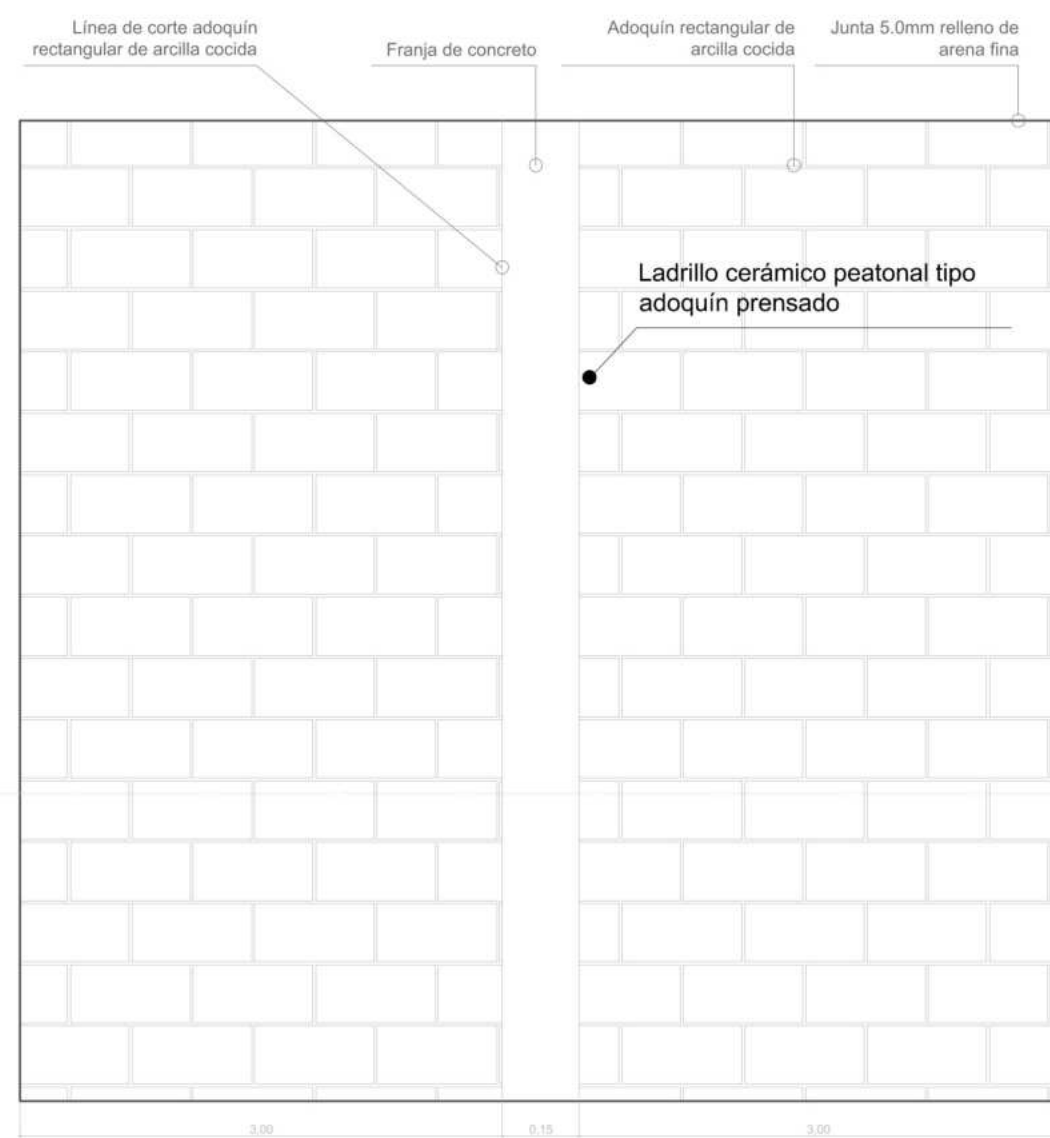 Línea de corte adoquín
rectangular de arcilla cocida
Franja de concreto
Adoquín rectangular de
arcilla cocida
Junta 5.0mm relleno de
arena fina
Ladrillo cerámico peatonal tipo
adoquín prensado
3.00
0.15
3.00